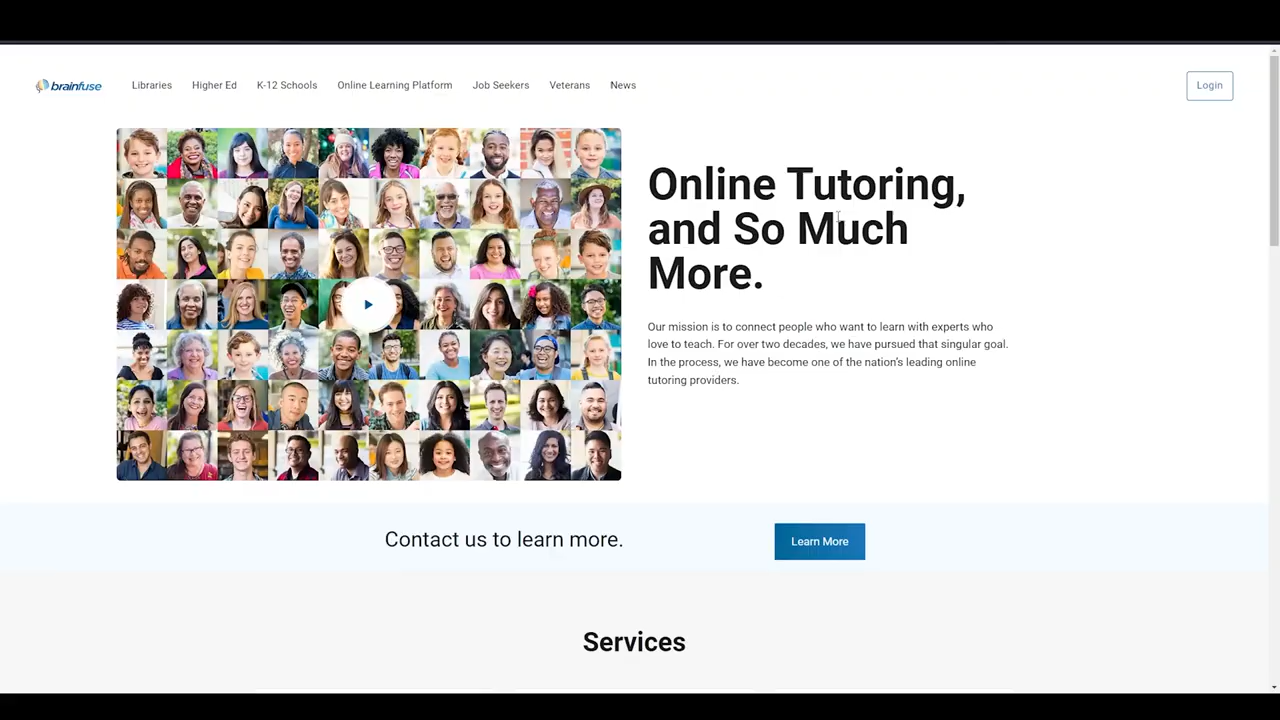 brainfuse
Libraries
Higher Ed
K-12 Schools
Online Learning Platform
Job Seekers
Veterans
News
Login
Online Tutoring,
and So Much
More.
Our mission is to connect people who want to learn with experts who
love to teach. For over two decades, we have pursued that singular goal.
In the process, we have become one of the nation's leading online
tutoring providers.
Contact us to learn more.
Learn More
Services